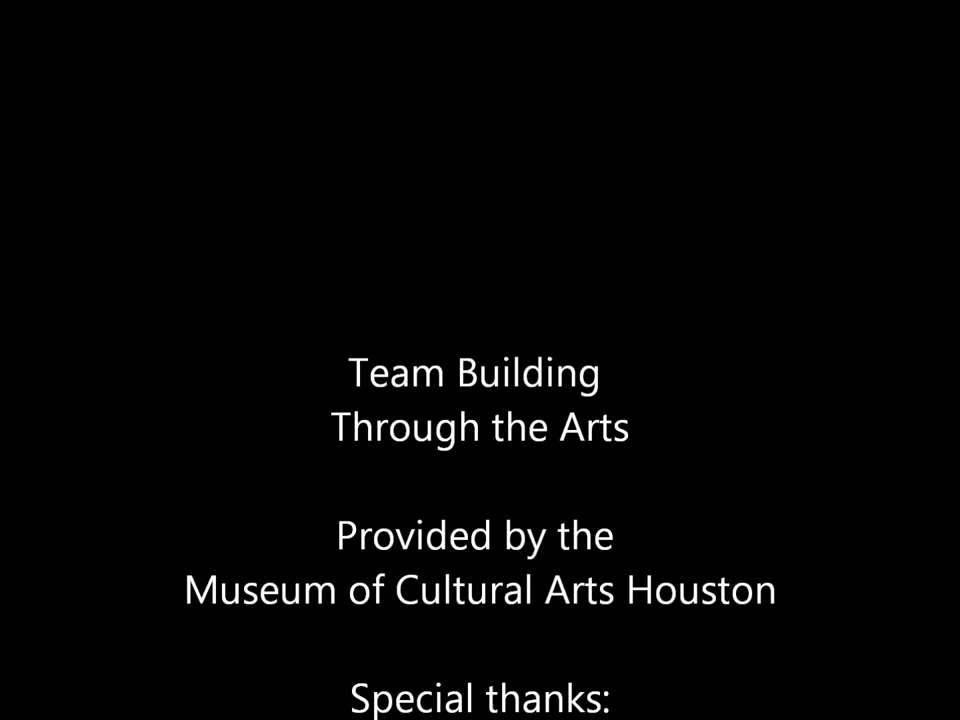 Team Building
Through the Arts
Provided by the
Museum of Cultural Arts Houston
Special thanks: